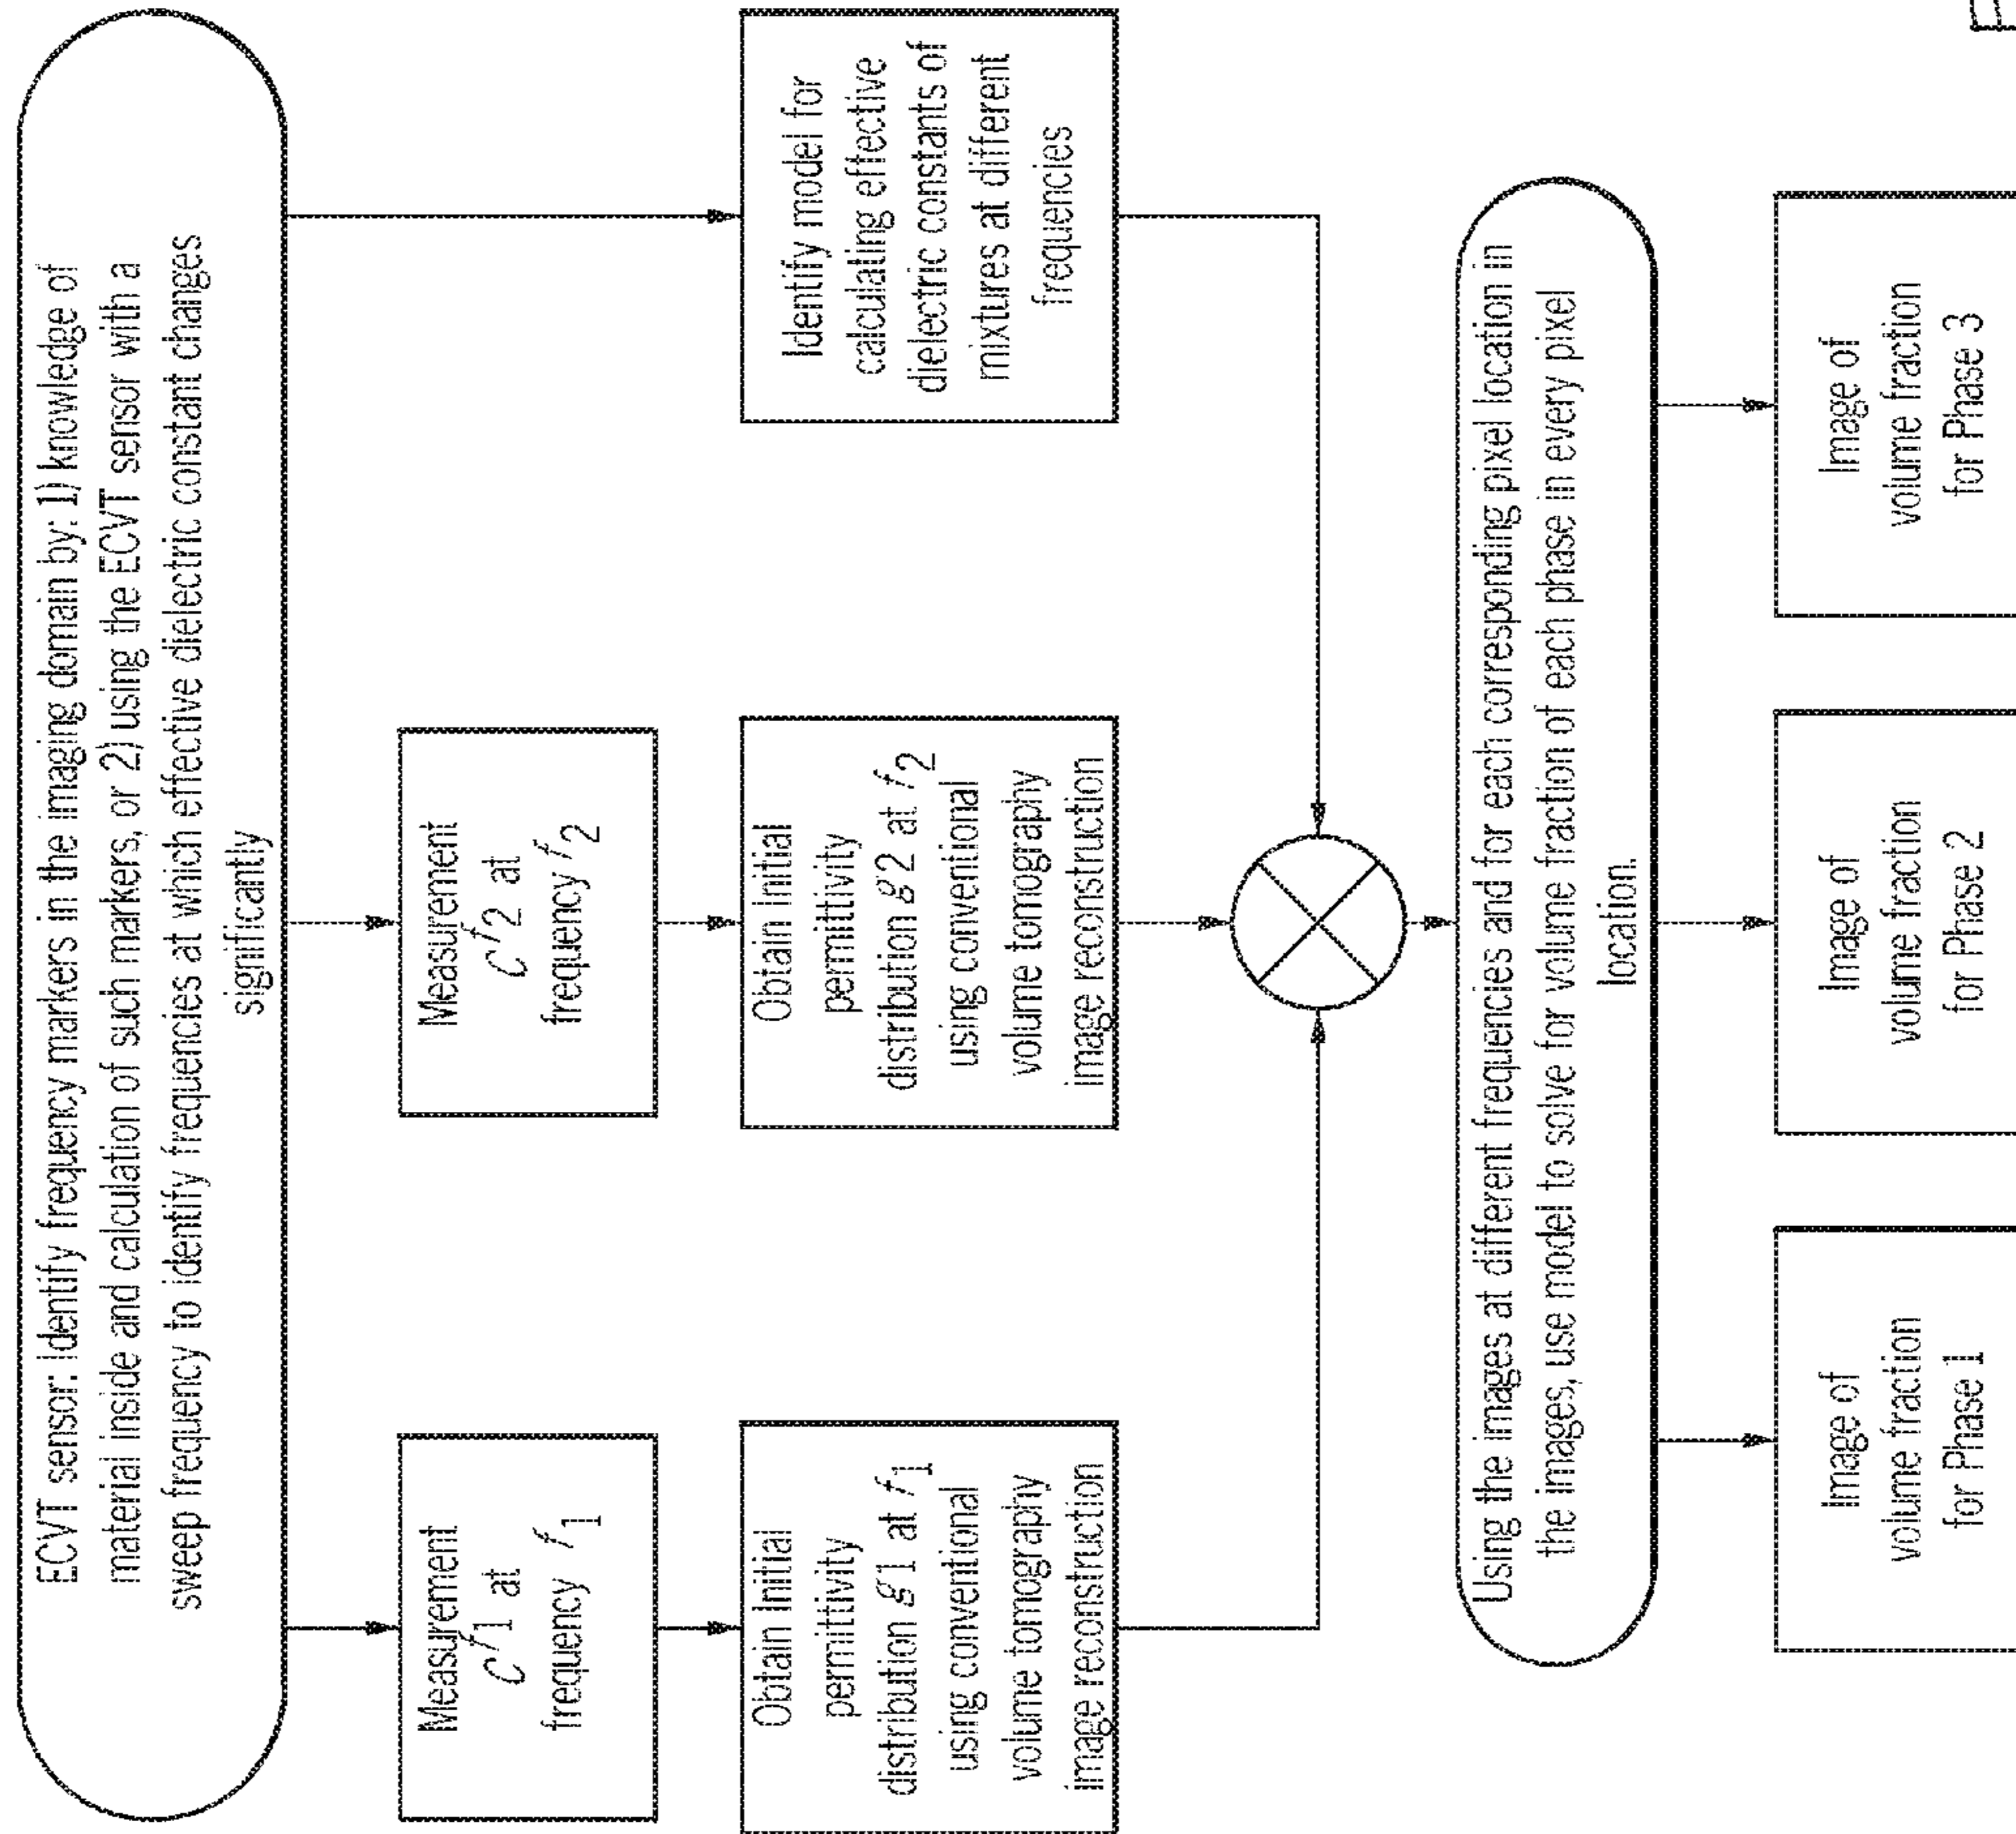 ECVT sensor: Identify frequency markers in the imaging domain by: 1) knowledge of
material inside and calculation of such markers, or 2) using the ECVT sensor with a
sweep frequency to identify frequencies at which effective dielectric constant changes
significantly
Measurement
C^f1 at
frequency f1
Measurement
C^f2 at
frequency f2
Obtain Initial
permittivity
distribution g1 at f1
using conventional
volume tomography
image reconstruction
Obtain Initial
permittivity
distribution g2 at f2
using conventional
volume tomography
image reconstruction
Identify model for
calculating effective
dielectric constants of
mixtures at different
frequencies
Using the images at different frequencies and for each corresponding pixel location in
the images, use model to solve for volume fraction of each phase in every pixel
location.
Image of
volume fraction
for Phase 1
Image of
volume fraction
for Phase 2
Image of
volume fraction
for Phase 3